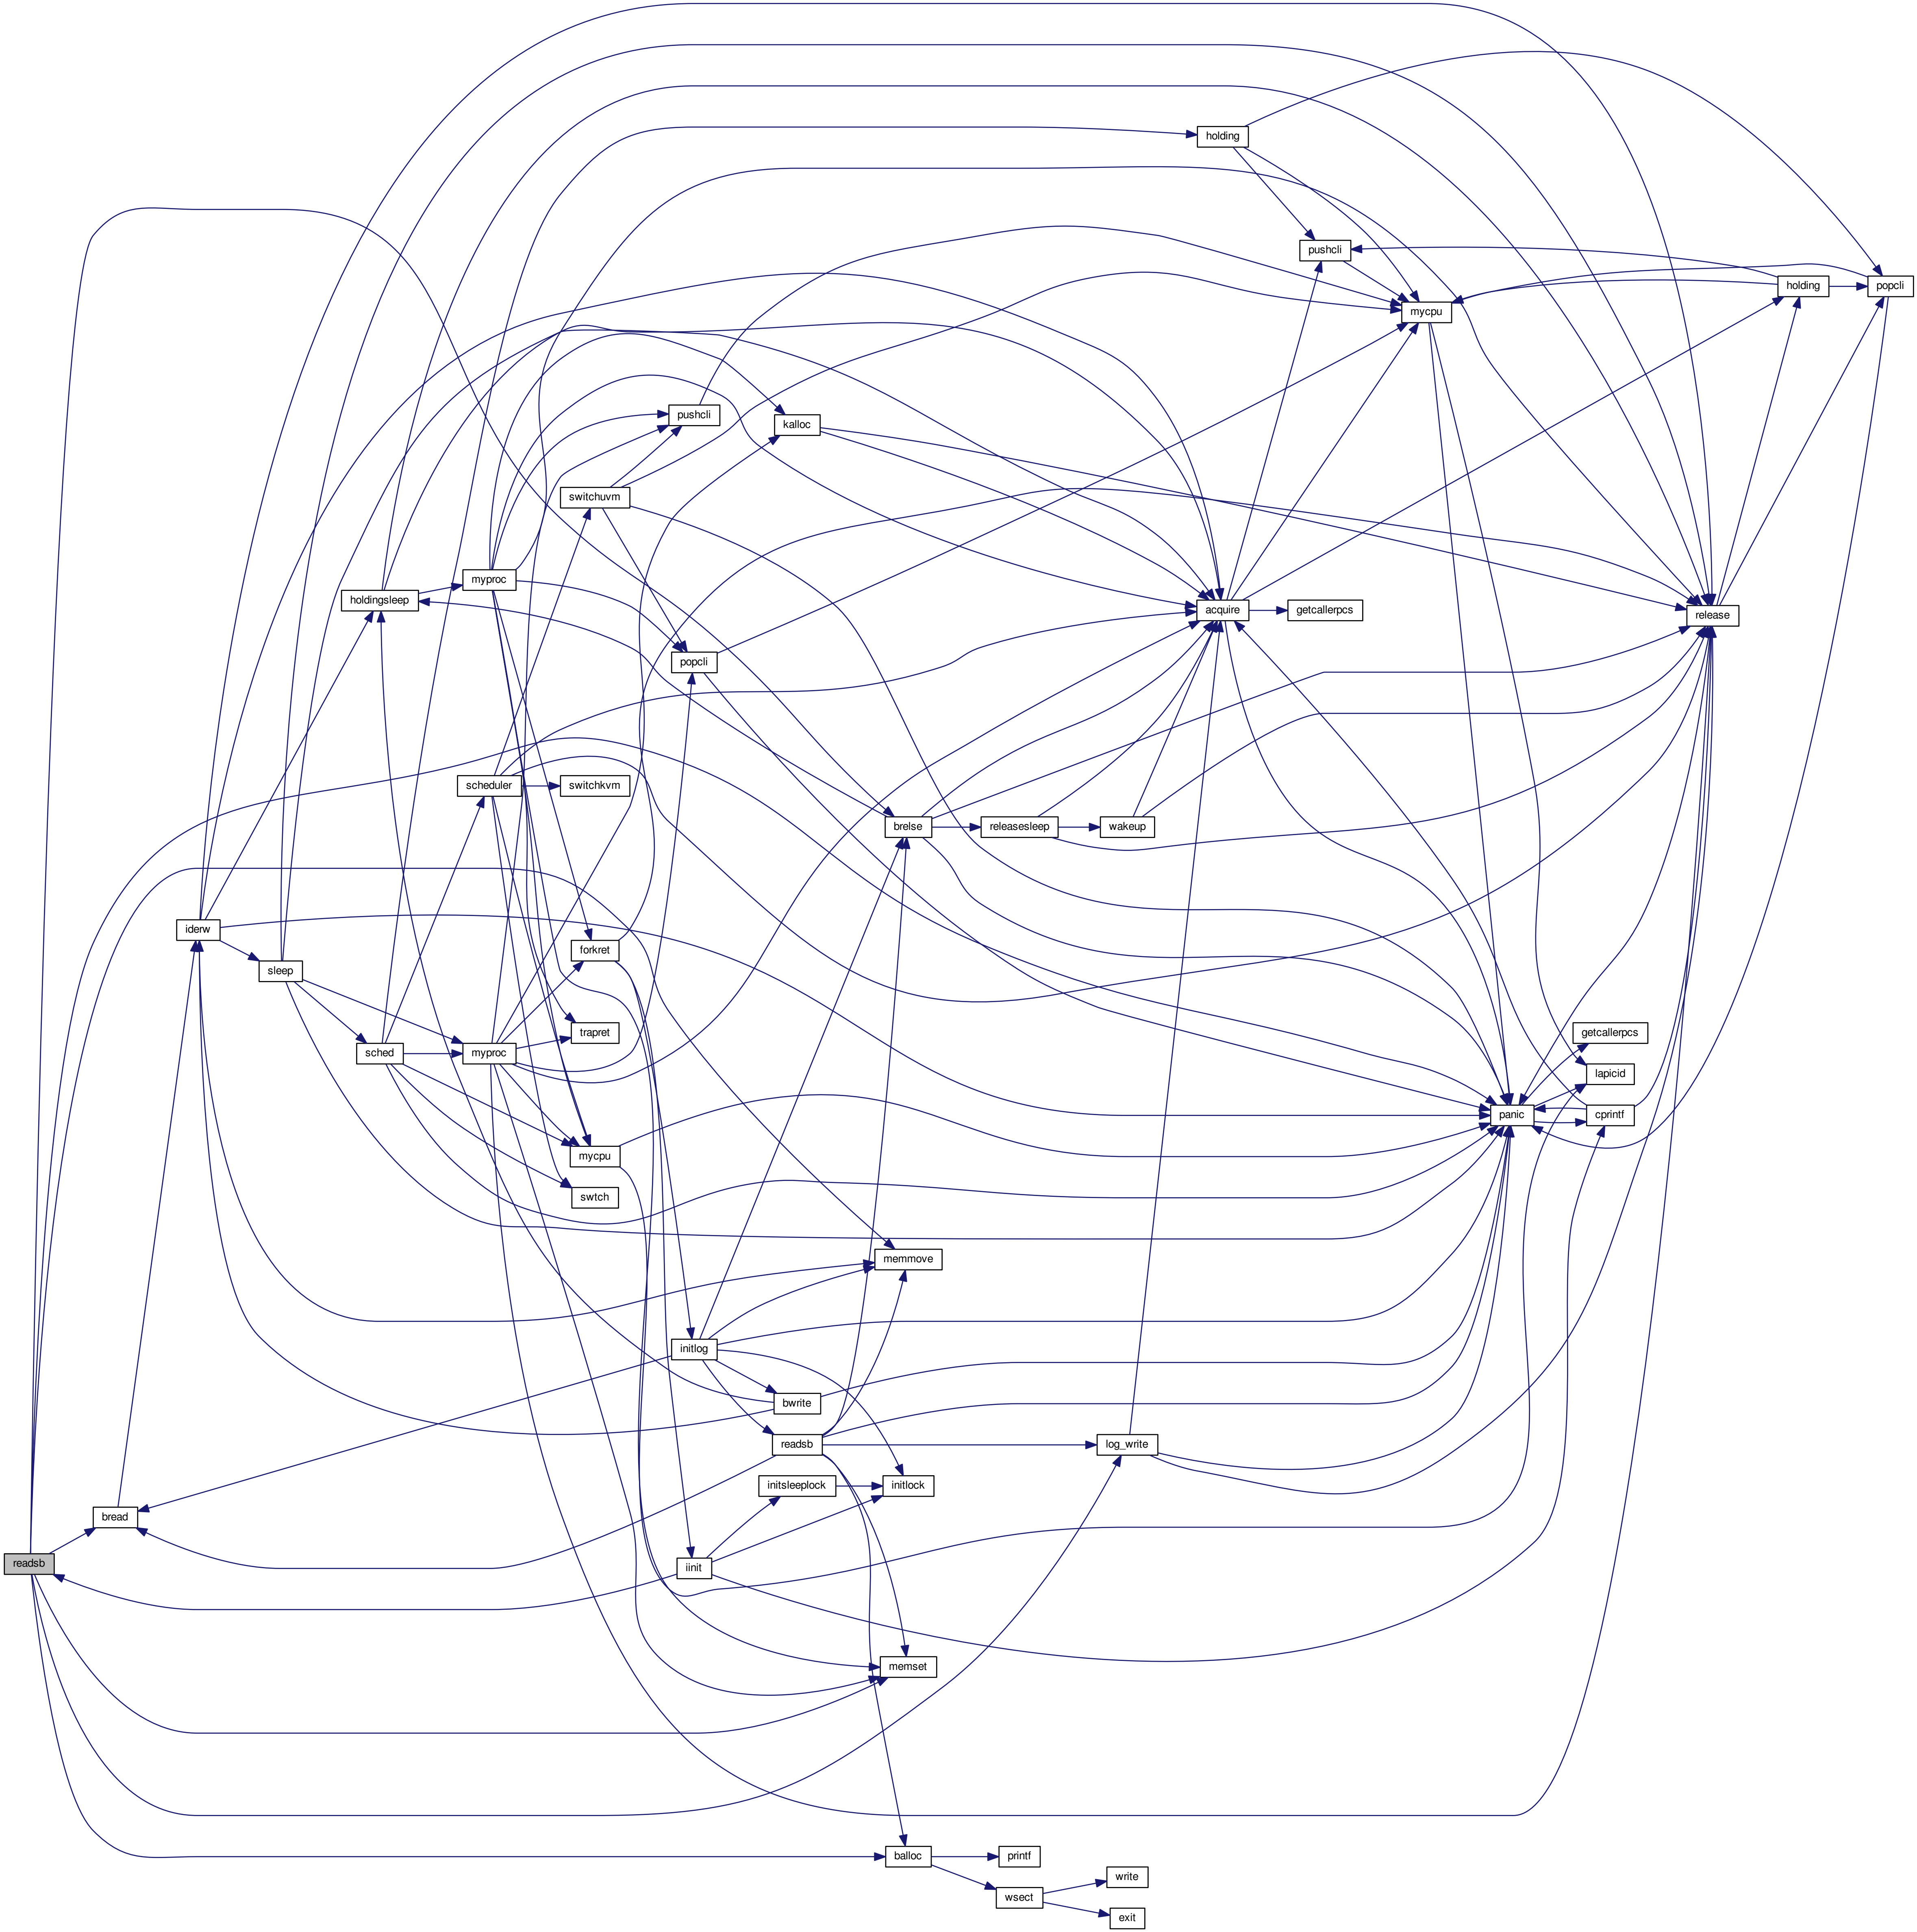 holding
pushcli
holding
popcli
mycpu
pushcli
kalloc
switchuvm
myproc
holdingsleep
acquire
getcallerpcs
release
popcli
scheduler
switchkvm
brelse
releasesleep
wakeup
iderw
forkret
sleep
trapret
getcallerpcs
sched
myproc
lapicid
panic
cprintf
mycpu
swtch
memmove
initlog
bwrite
readsb
log_write
initsleeplock
initlock
bread
readsb
iinit
memset
balloc
printf
write
wsect
exit